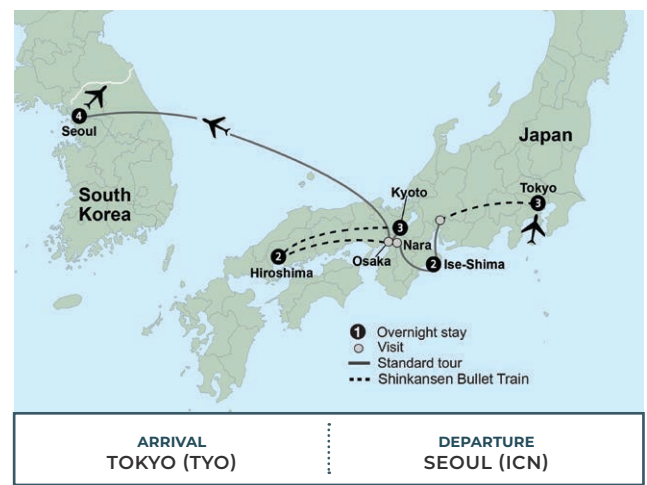 4
Seoul
South
Korea
Japan
Kyoto
Tokyo
3
3
Nara
Osaka
2
Hiroshima
2
Ise-Shima
1 Overnight stay
Visit
Standard tour
Shinkansen Bullet Train
ARRIVAL
TOKYO (TYO)
DEPARTURE
SEOUL (ICN)